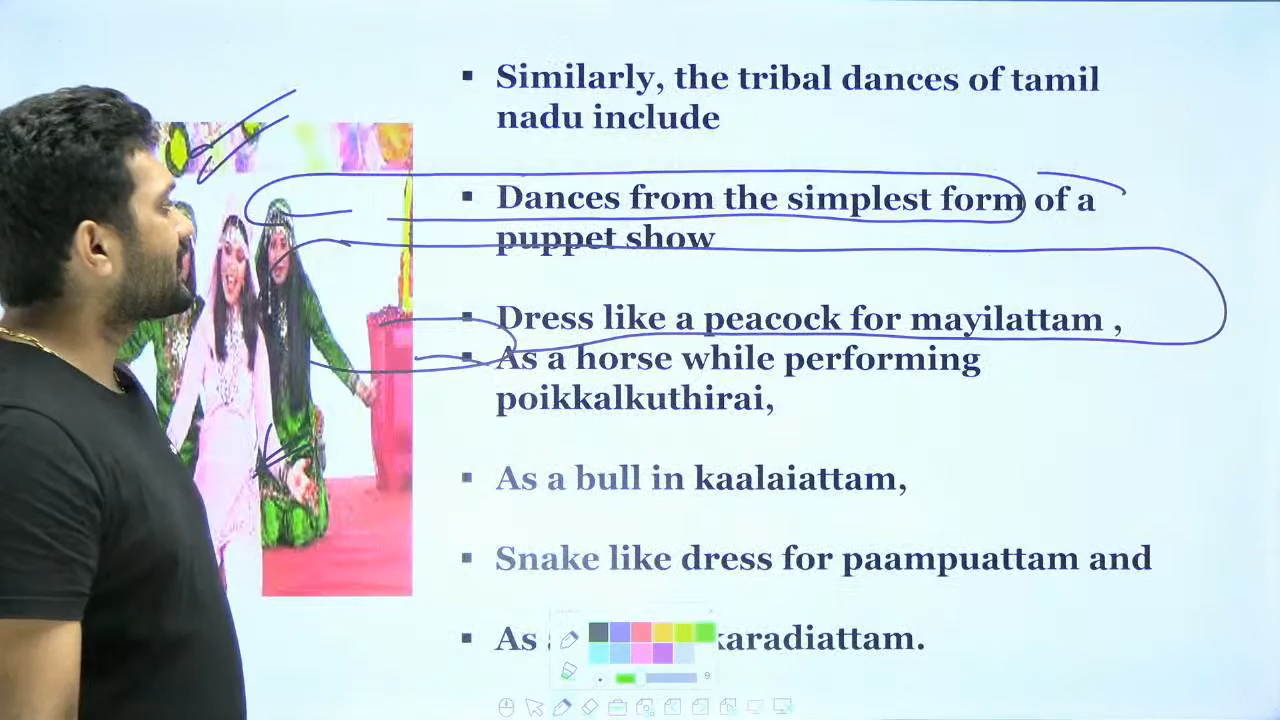 ▪ Similarly, the tribal dances of tamil
nadu include
▪ Dances from the simplest form of a
puppet show
▪ Dress like a peacock for mayilattam ,
▪ As a horse while performing
poikkalkuthirai,
▪ As a bull in kaalaiattam,
▪ Snake like dress for paampuattam and
▪ As karadiattam.
9